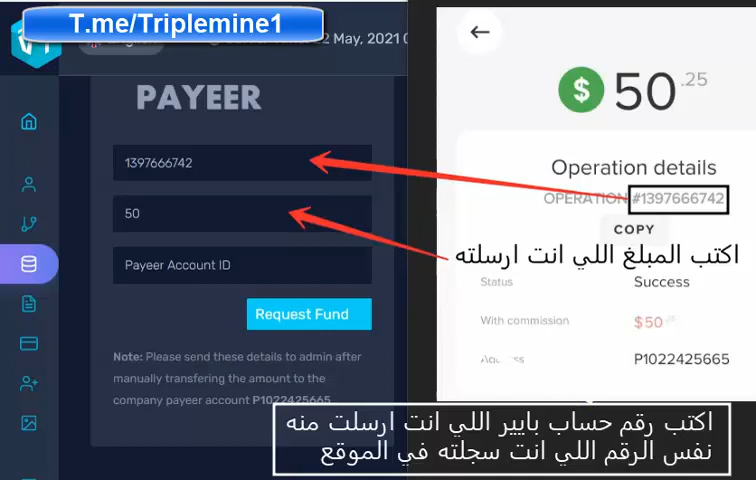 T.me/Triplemine1
2 May, 2021
PAYEER
1397666742
50
Payeer Account ID
Request Fund
Note: Please send these details to admin after
manually transfering the amount to the
company payeer account P1022425665
50.25
Operation details
OPERATION #1397666742
COPY
اكتب المبلغ اللي انت ارسلته
Status Success
With commission $50
P1022425665
اكتب رقم حساب بايير اللي انت ارسلت منه
نفس الرقم اللي انت سجلته في الموقع